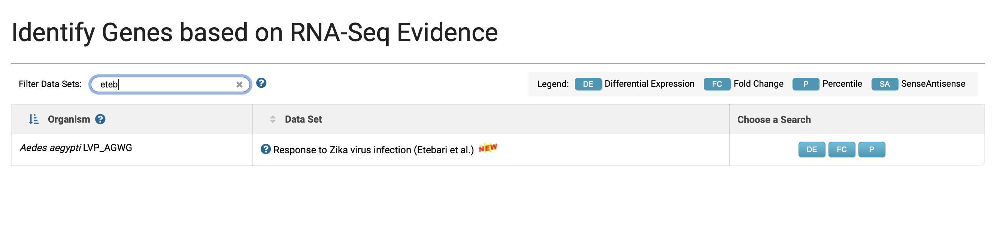 Identify Genes based on RNA-Seq Evidence
Filter Data Sets: eteb Legend: DE Differential Expression FC Fold Change P Percentile SA SenseAntisense
Organism Data Set Choose a Search
Aedes aegypti LVP_AGWG Response to Zika virus infection (Etebari et al.) NEW DE FC P